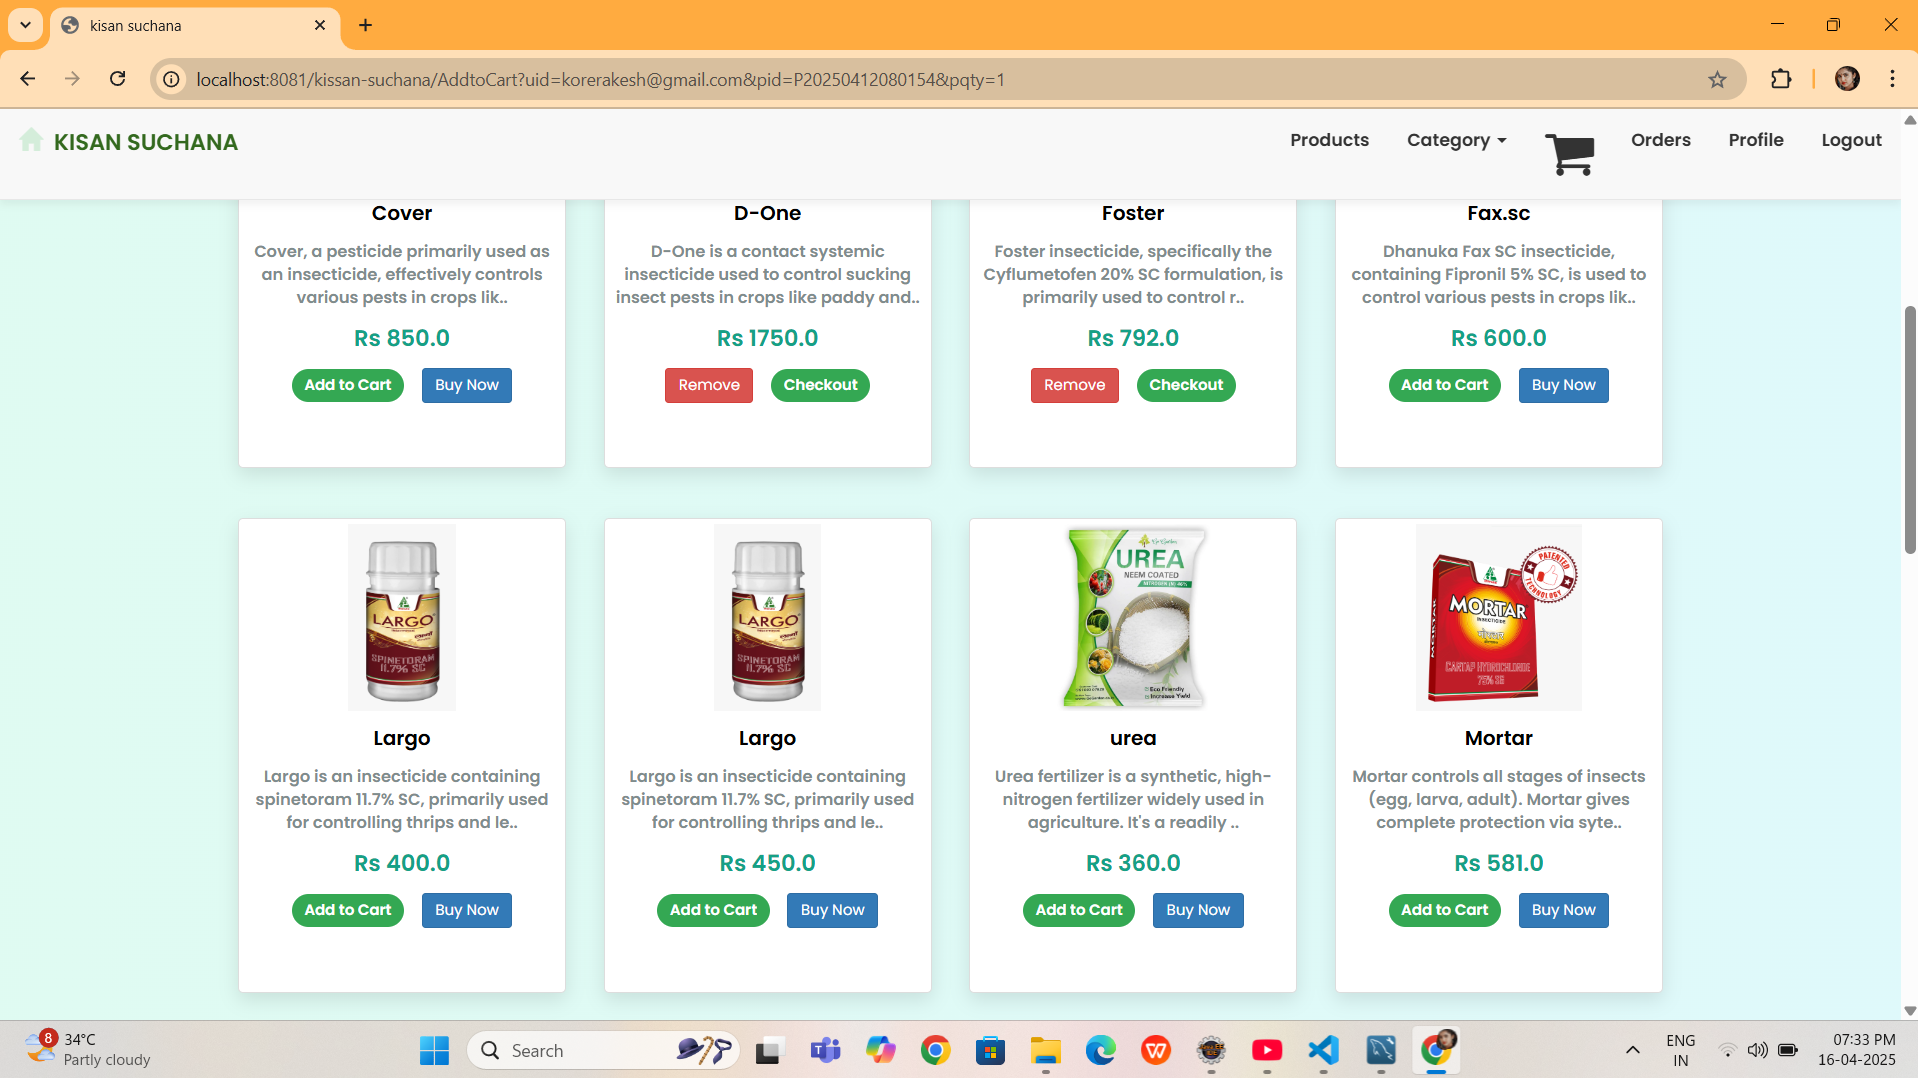 kisan suchana
localhost:8081/kissan-suchana/AddtoCart?uid=korerakesh@gmail.com&pid=P20250412080154&pqty=1
KISAN SUCHANA
Products
Category
Orders
Profile
Logout
Cover
Cover, a pesticide primarily used as
an insecticide, effectively controls
various pests in crops lik..
Rs 850.0
Add to Cart
Buy Now
D-One
D-One is a contact systemic
insecticide used to control sucking
insect pests in crops like paddy and..
Rs 1750.0
Remove
Checkout
Foster
Foster insecticide, specifically the
Cyflumetofen 20% SC formulation, is
primarily used to control r..
Rs 792.0
Remove
Checkout
Fax.sc
Dhanuka Fax SC insecticide,
containing Fipronil 5% SC, is used to
control various pests in crops lik..
Rs 600.0
Add to Cart
Buy Now
LARGO
SPINETORAM
11.7% SC
Largo
Largo is an insecticide containing
spinetoram 11.7% SC, primarily used
for controlling thrips and le..
Rs 400.0
Add to Cart
Buy Now
LARGO
SPINETORAM
11.7% SC
Largo
Largo is an insecticide containing
spinetoram 11.7% SC, primarily used
for controlling thrips and le..
Rs 450.0
Add to Cart
Buy Now
UREA
NEEM COATED
Eco Friendly
Increase Yield
urea
Urea fertilizer is a synthetic, high-
nitrogen fertilizer widely used in
agriculture. It's a readily ..
Rs 360.0
Add to Cart
Buy Now
PATENTED
TECHNOLOGY
MORTAR
MORTAR
INSECTICIDE
मोरटार
CARTAP HYDROCHLORIDE
75% SG
Mortar
Mortar controls all stages of insects
(egg, larva, adult). Mortar gives
complete protection via syte..
Rs 581.0
Add to Cart
Buy Now
8
34°C
Partly cloudy
Search
ENG
IN
07:33 PM
16-04-2025